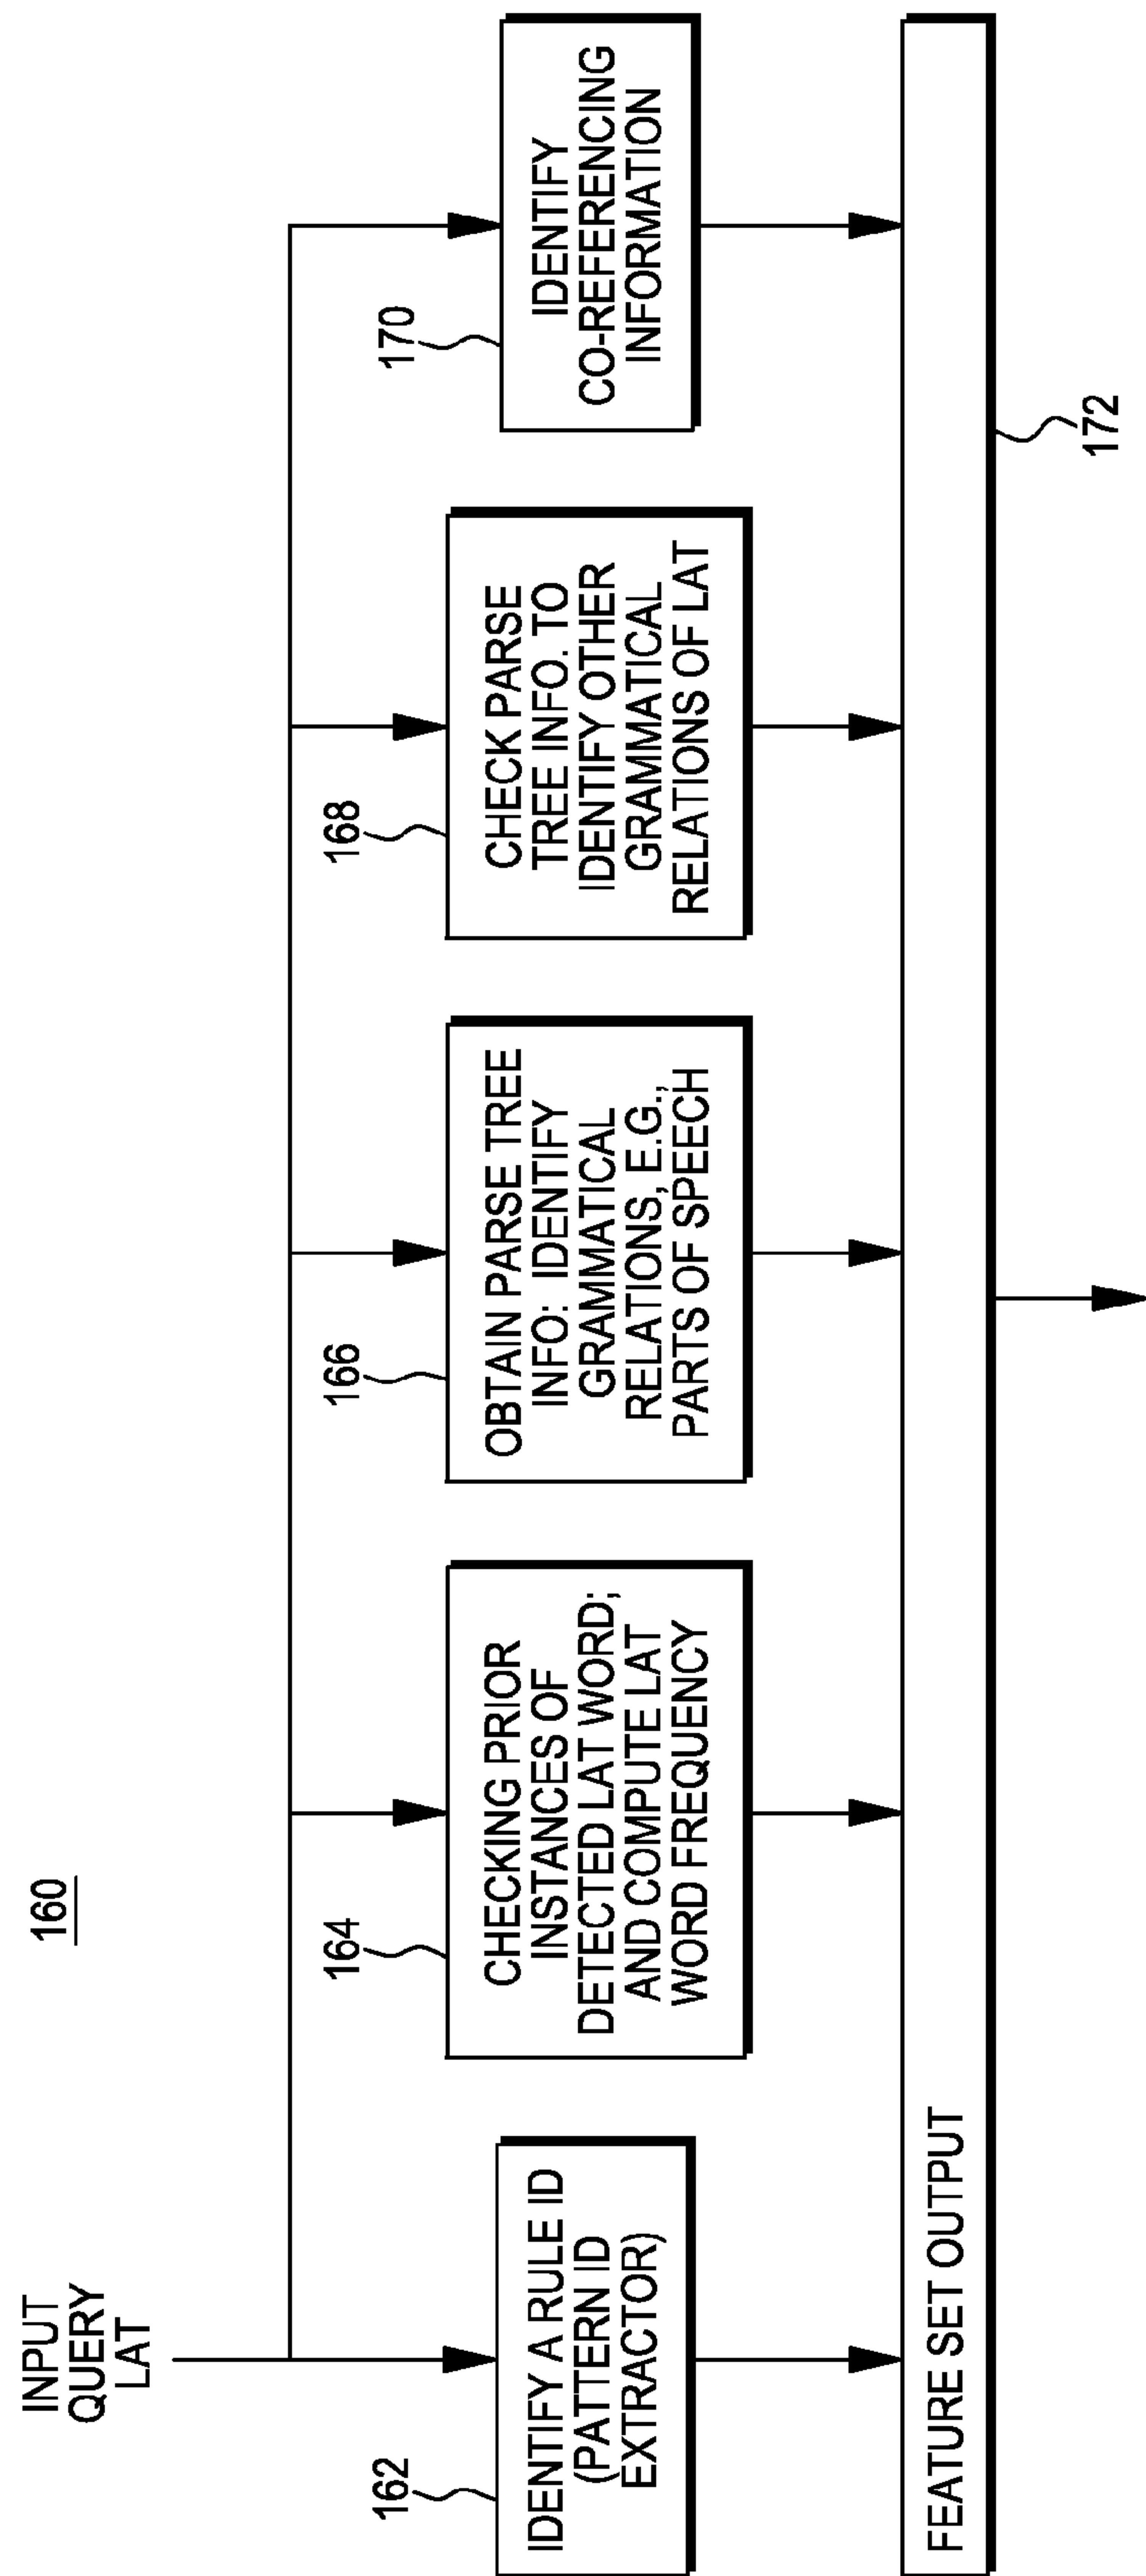 160
INPUT
QUERY
LAT
162
IDENTIFY A RULE ID
(PATTERN ID
EXTRACTOR)
164
CHECKING PRIOR
INSTANCES OF
DETECTED LAT WORD;
AND COMPUTE LAT
WORD FREQUENCY
166
OBTAIN PARSE TREE
INFO: IDENTIFY
GRAMMATICAL
RELATIONS, E.G.,
PARTS OF SPEECH
168
CHECK PARSE
TREE INFO. TO
IDENTIFY OTHER
GRAMMATICAL
RELATIONS OF LAT
170
IDENTIFY
CO-REFERENCING
INFORMATION
FEATURE SET OUTPUT
172